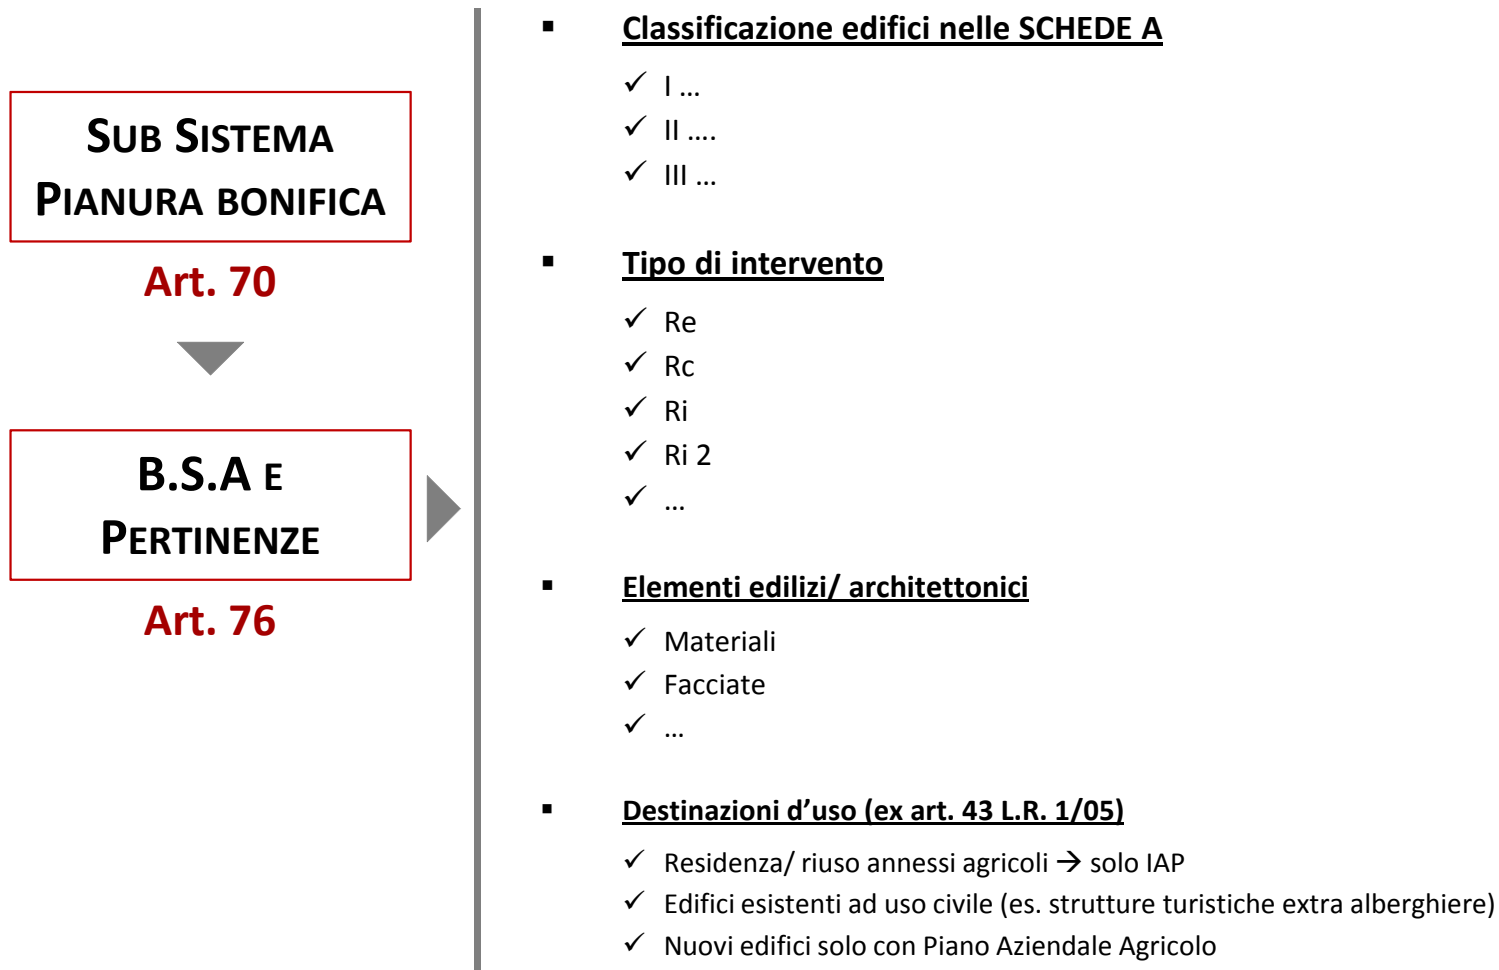 SUB SISTEMA
PIANURA BONIFICA
Art. 70
B.S.A E
PERTINENZE
Art. 76
▪ Classificazione edifici nelle SCHEDE A
✓ I ...
✓ II ....
✓ III ...
▪ Tipo di intervento
✓ Re
✓ Rc
✓ Ri
✓ Ri 2
✓ ...
▪ Elementi edilizi/ architettonici
✓ Materiali
✓ Facciate
✓ ...
▪ Destinazioni d’uso (ex art. 43 L.R. 1/05)
✓ Residenza/ riuso annessi agricoli → solo IAP
✓ Edifici esistenti ad uso civile (es. strutture turistiche extra alberghiere)
✓ Nuovi edifici solo con Piano Aziendale Agricolo